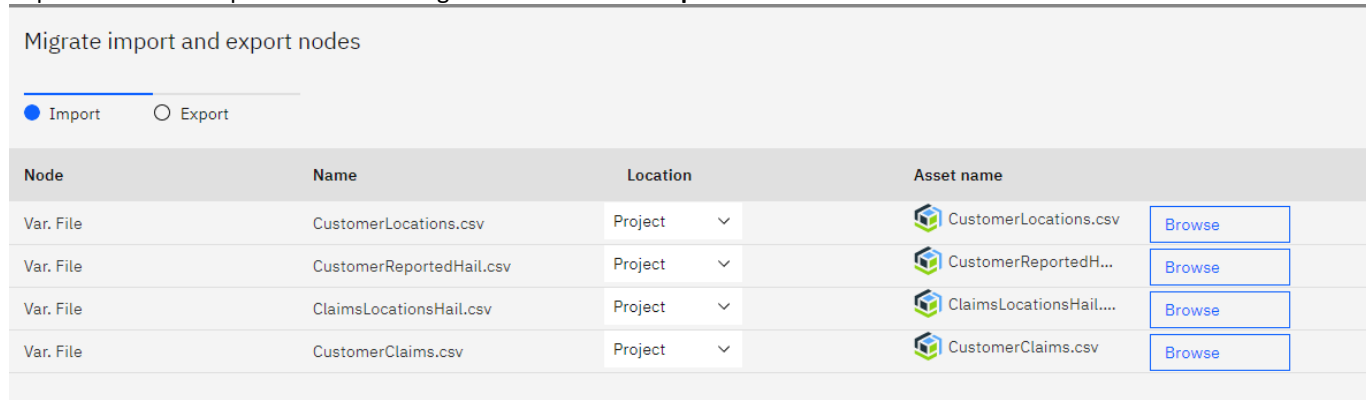 Migrate import and export nodes
Import Export
Node Name Location Asset name
Var. File CustomerLocations.csv Project CustomerLocations.csv Browse
Var. File CustomerReportedHail.csv Project CustomerReportedH... Browse
Var. File ClaimsLocationsHail.csv Project ClaimsLocationsHail.... Browse
Var. File CustomerClaims.csv Project CustomerClaims.csv Browse